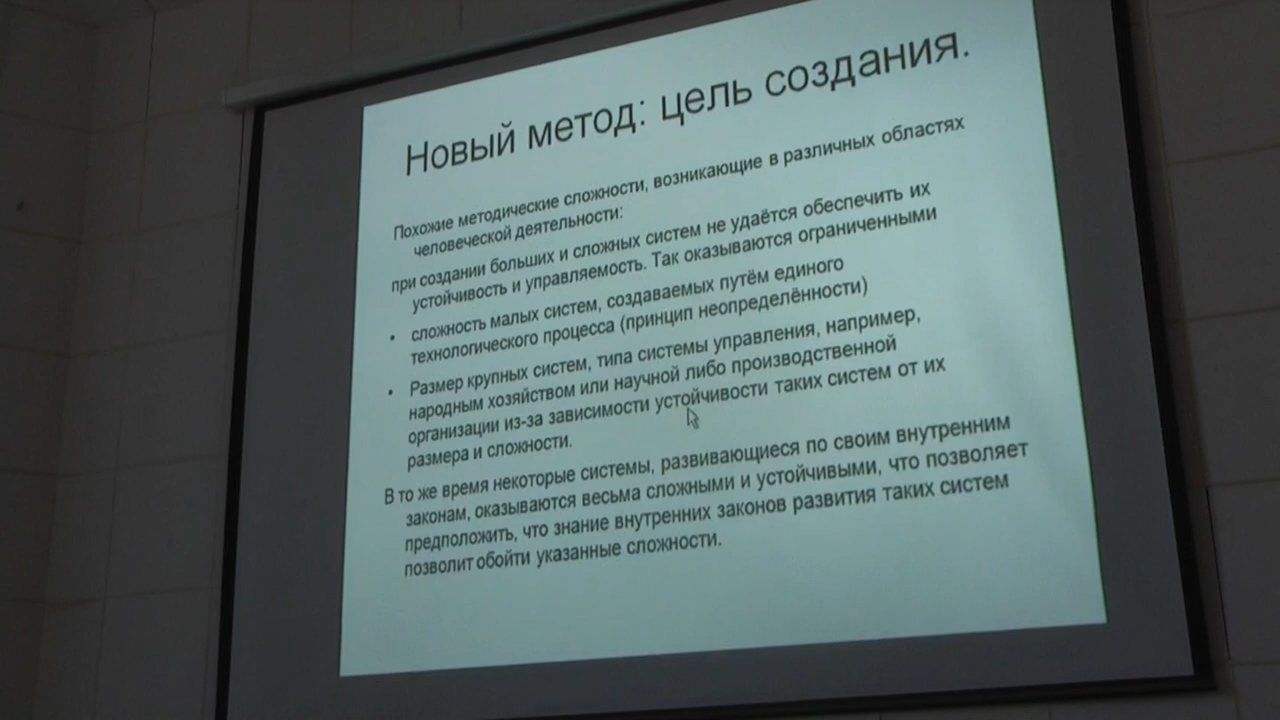 Новый метод: цель создания.
Похожие методические сложности, возникающие в различных областях
человеческой деятельности:
при создании больших и сложных систем не удаётся обеспечить их
устойчивость и управляемость. Так оказываются ограниченными
• сложность малых систем, создаваемых путём единого
технологического процесса (принцип неопределённости)
• Размер крупных систем, типа системы управления, например,
народным хозяйством или научной либо производственной
организации из-за зависимости устойчивости таких систем от их
размера и сложности.
В то же время некоторые системы, развивающиеся по своим внутренним
законам, оказываются весьма сложными и устойчивыми, что позволяет
предположить, что знание внутренних законов развития таких систем
позволит обойти указанные сложности.